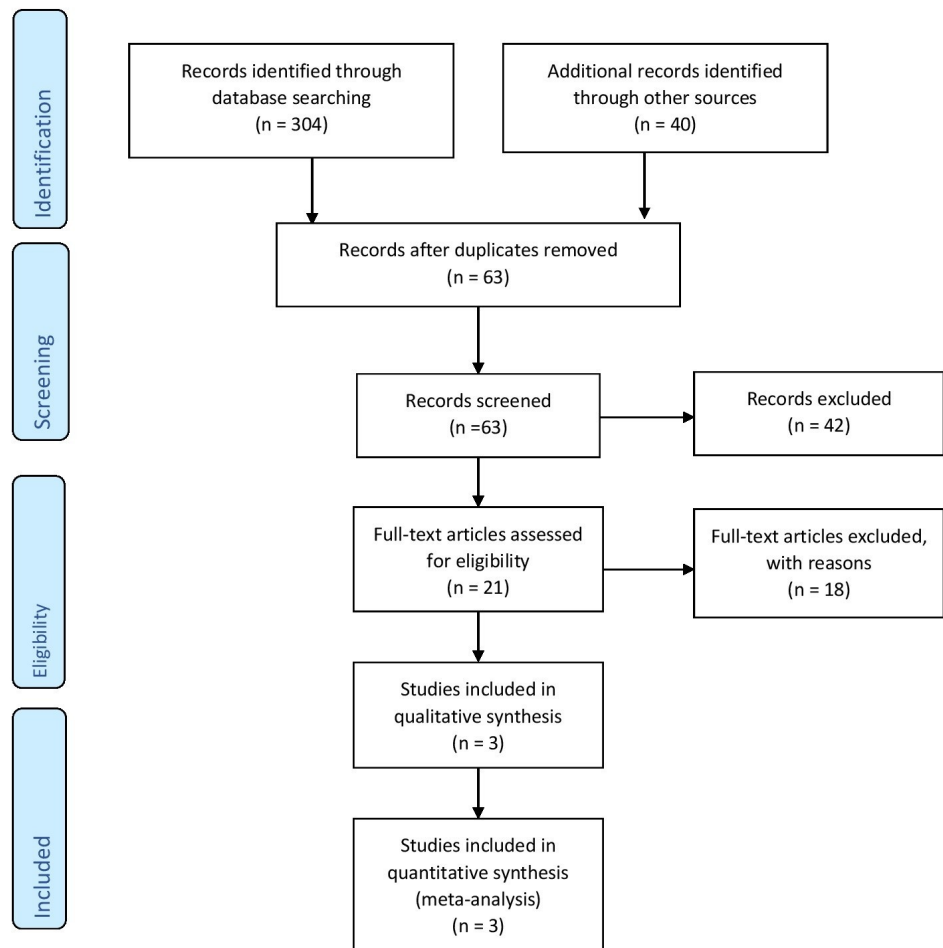 Identification
Records identified through
database searching
(n = 304)
Additional records identified
through other sources
(n = 40)
Records after duplicates removed
(n = 63)
Screening
Records screened
(n =63)
Records excluded
(n = 42)
Eligibility
Full-text articles assessed
for eligibility
(n = 21)
Full-text articles excluded,
with reasons
(n = 18)
Studies included in
qualitative synthesis
(n = 3)
Included
Studies included in
quantitative synthesis
(meta-analysis)
(n = 3)